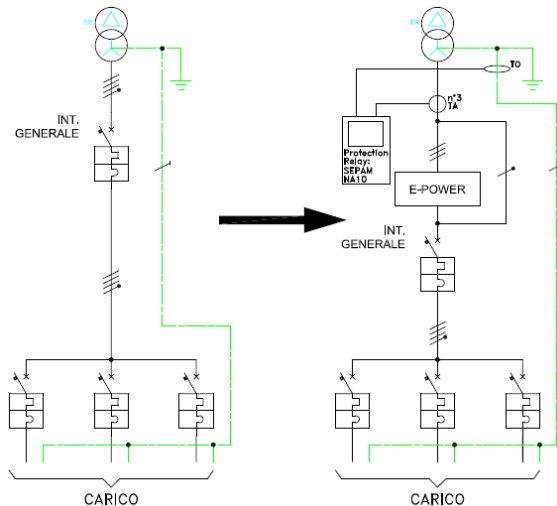 TR
INT.
GENERALE
CARICO
TR
TO
n°3
TA
Protection
Relay:
SEPAM
NA10
E-POWER
INT.
GENERALE
CARICO